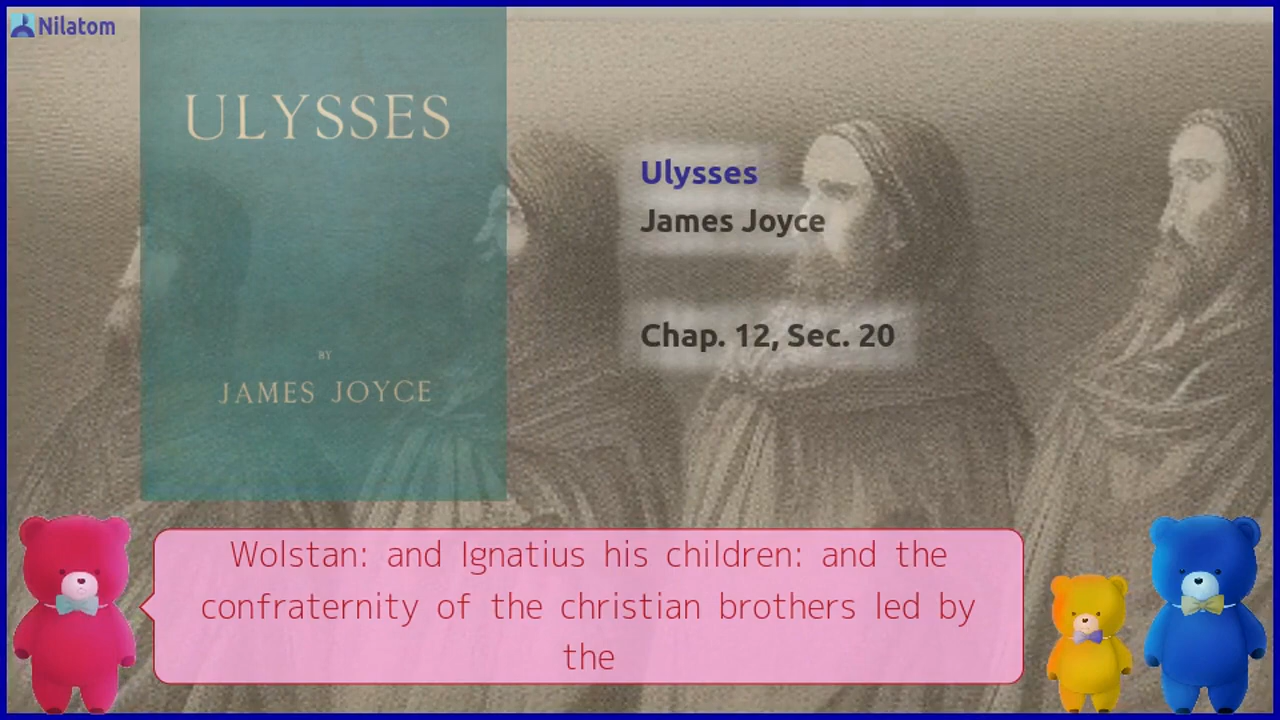 Nilatom
ULYSSES
BY
JAMES JOYCE
Ulysses
James Joyce
Chap. 12, Sec. 20
Wolstan: and Ignatius his children: and the
confraternity of the christian brothers led by
the